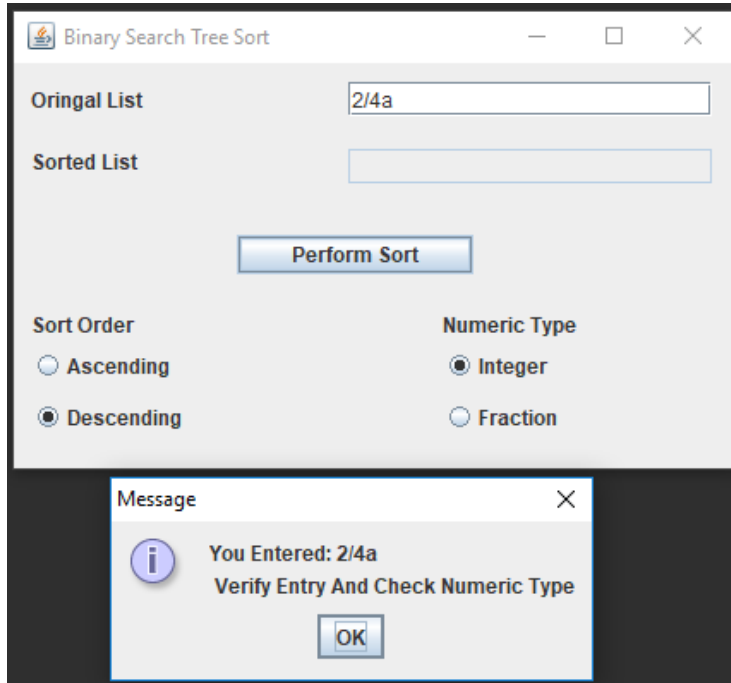 Binary Search Tree Sort
Oringal List 2/4a
Sorted List
Perform Sort
Sort Order Numeric Type
Ascending Integer
Descending Fraction
Message
You Entered: 2/4a
Verify Entry And Check Numeric Type
OK